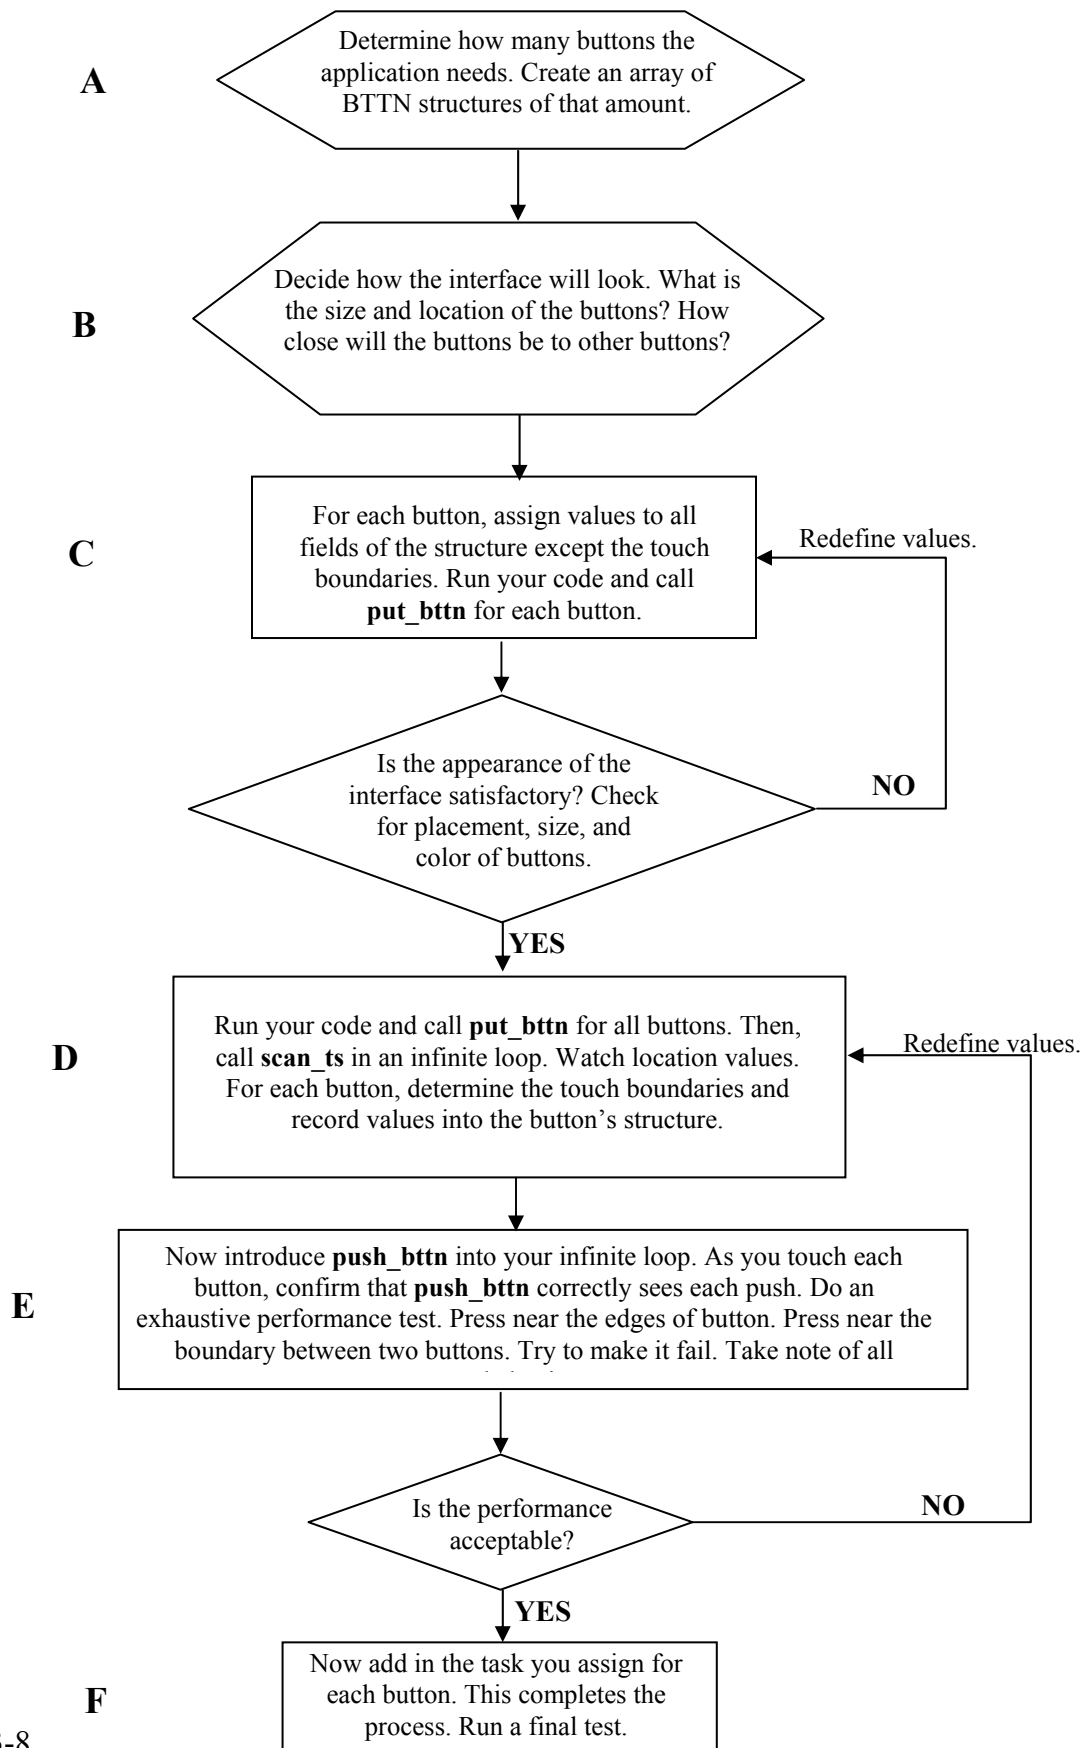 A
Determine how many buttons the
application needs. Create an array of
BTTN structures of that amount.
B
Decide how the interface will look. What is
the size and location of the buttons? How
close will the buttons be to other buttons?
C
For each button, assign values to all
fields of the structure except the touch
boundaries. Run your code and call
put_bttn for each button.
Redefine values.
Is the appearance of the
interface satisfactory? Check
for placement, size, and
color of buttons.
NO
YES
D
Run your code and call put_bttn for all buttons. Then,
call scan_ts in an infinite loop. Watch location values.
For each button, determine the touch boundaries and
record values into the button’s structure.
Redefine values.
E
Now introduce push_bttn into your infinite loop. As you touch each
button, confirm that push_bttn correctly sees each push. Do an
exhaustive performance test. Press near the edges of button. Press near the
boundary between two buttons. Try to make it fail. Take note of all
Is the performance
acceptable?
NO
YES
F
Now add in the task you assign for
each button. This completes the
process. Run a final test.
-8